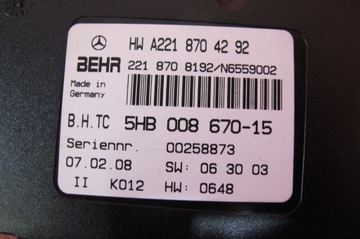 HW A221 870 42 92
BEHR 221 870 8192/N6559002
Made in
Germany
B.H.TC 5HB 008 670-15
Seriennr. 00258873
07.02.08 SW: 06 30 03
II K012 HW: 0648